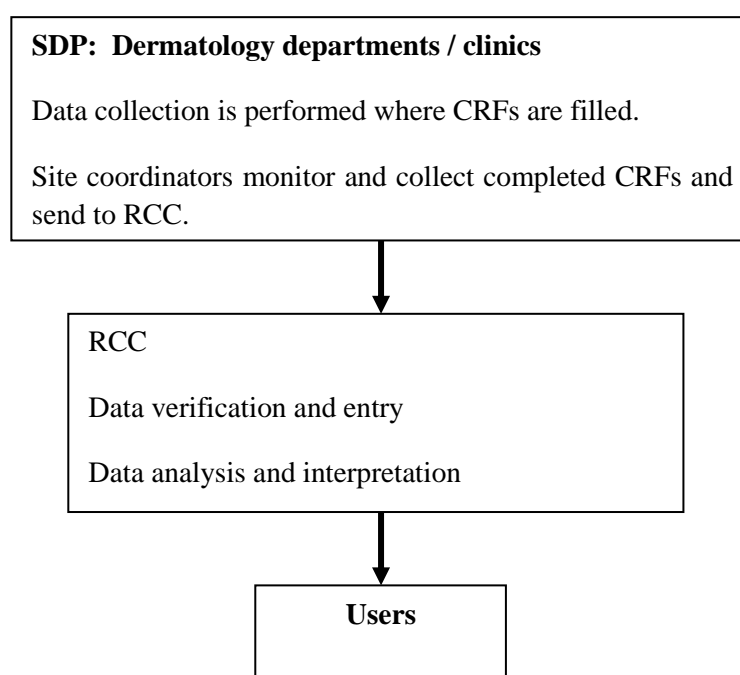 SDP: Dermatology departments / clinics
Data collection is performed where CRFs are filled.
Site coordinators monitor and collect completed CRFs and
send to RCC.
RCC
Data verification and entry
Data analysis and interpretation
Users